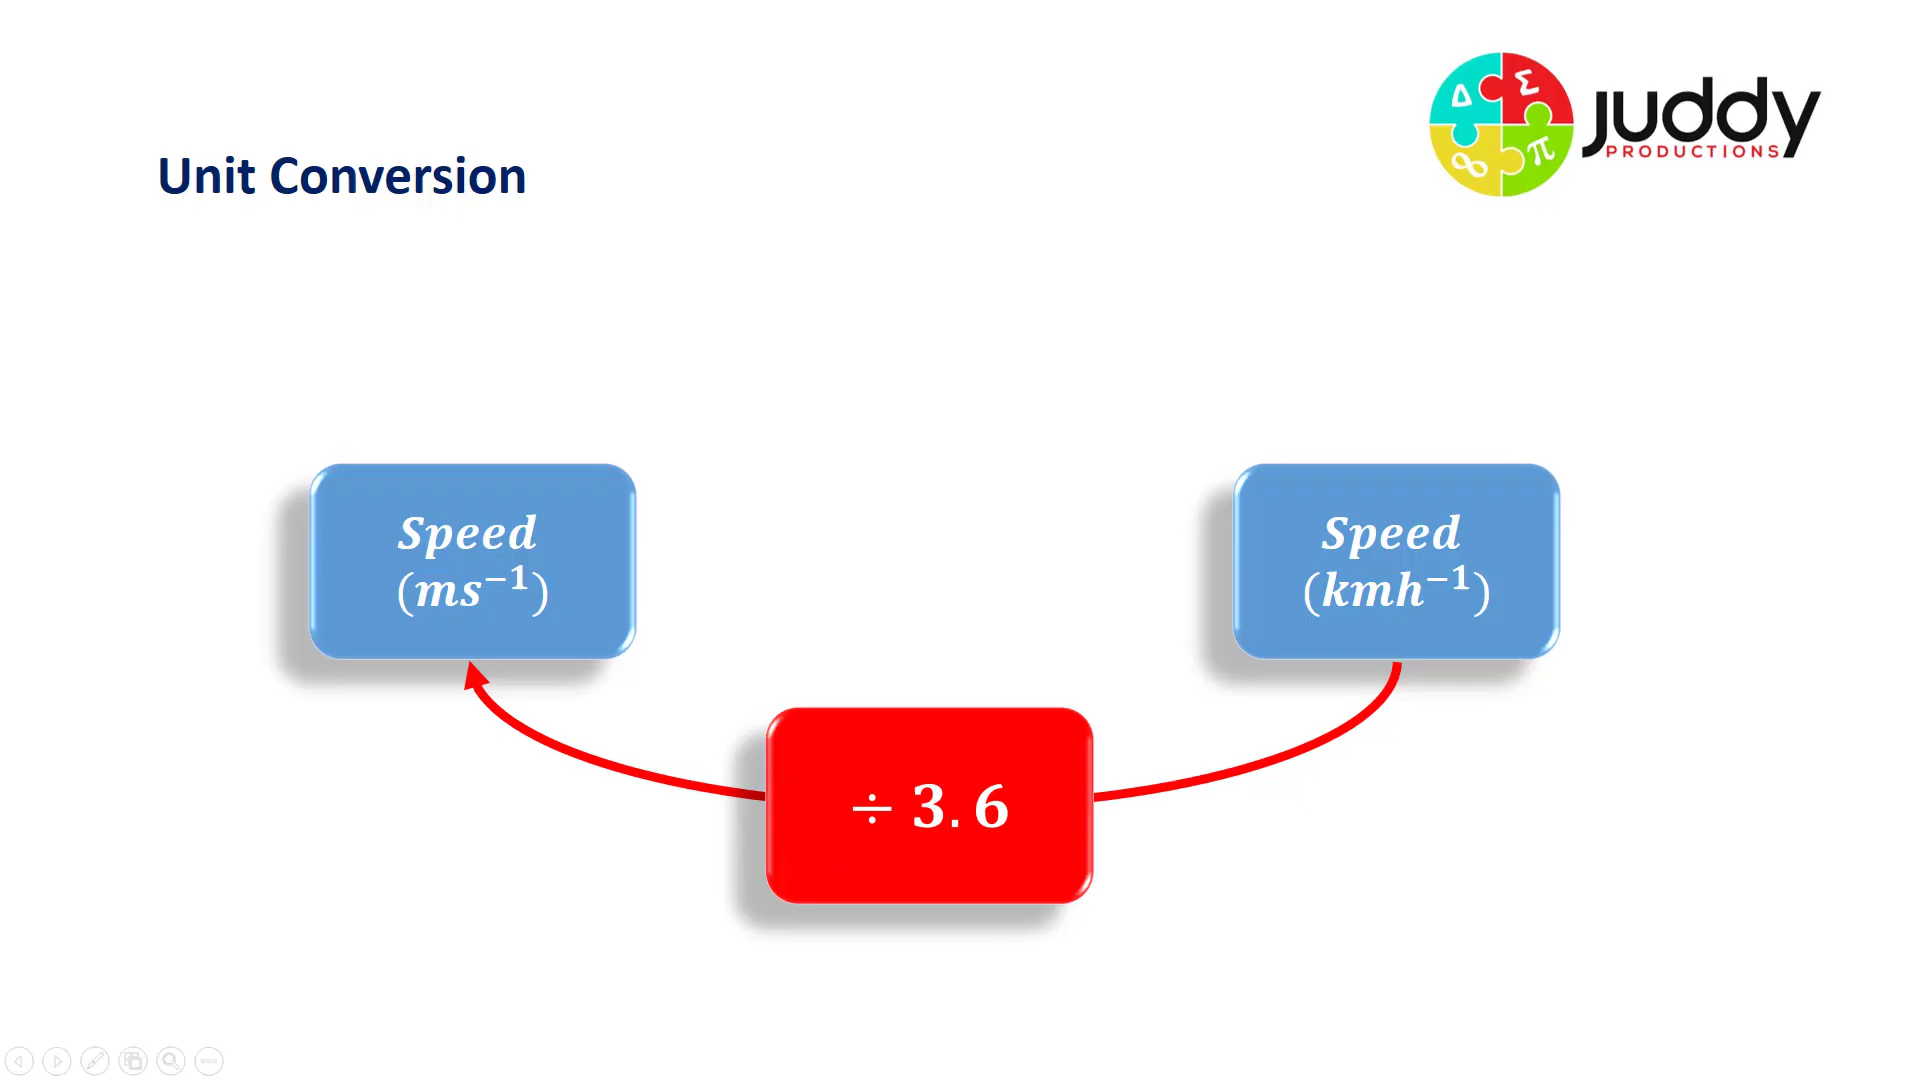 Δ Σ
∞ π
juddy
PRODUCTIONS
Unit Conversion
Speed
(ms⁻¹)
Speed
(kmh⁻¹)
÷ 3.6